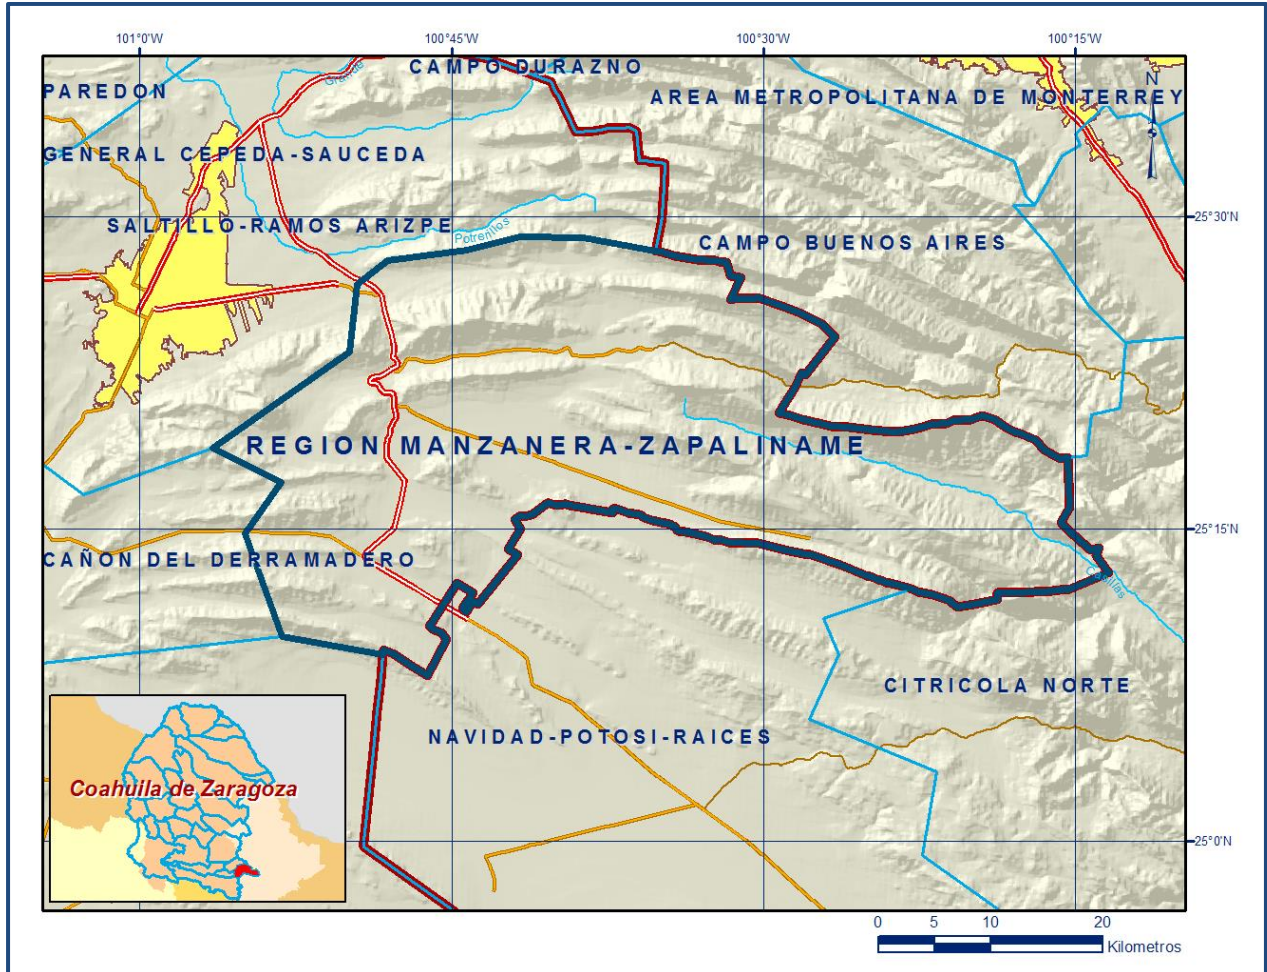 101°0'W
100°45'W
100°30'W
100°15'W
CAMPO DURAZNO
Grande
PAREDON
AREA METROPOLITANA DE MONTERREY
N
GENERAL CEPEDA-SAUCEDA
SALTILLO-RAMOS ARIZPE
Potrerillos
25°30'N
CAMPO BUENOS AIRES
REGION MANZANERA-ZAPALINAME
25°15'N
CAÑON DEL DERRAMADERO
Casillas
CITRICOLA NORTE
NAVIDAD-POTOSI-RAICES
Coahuila de Zaragoza
25°0'N
0 5 10 20
Kilometros